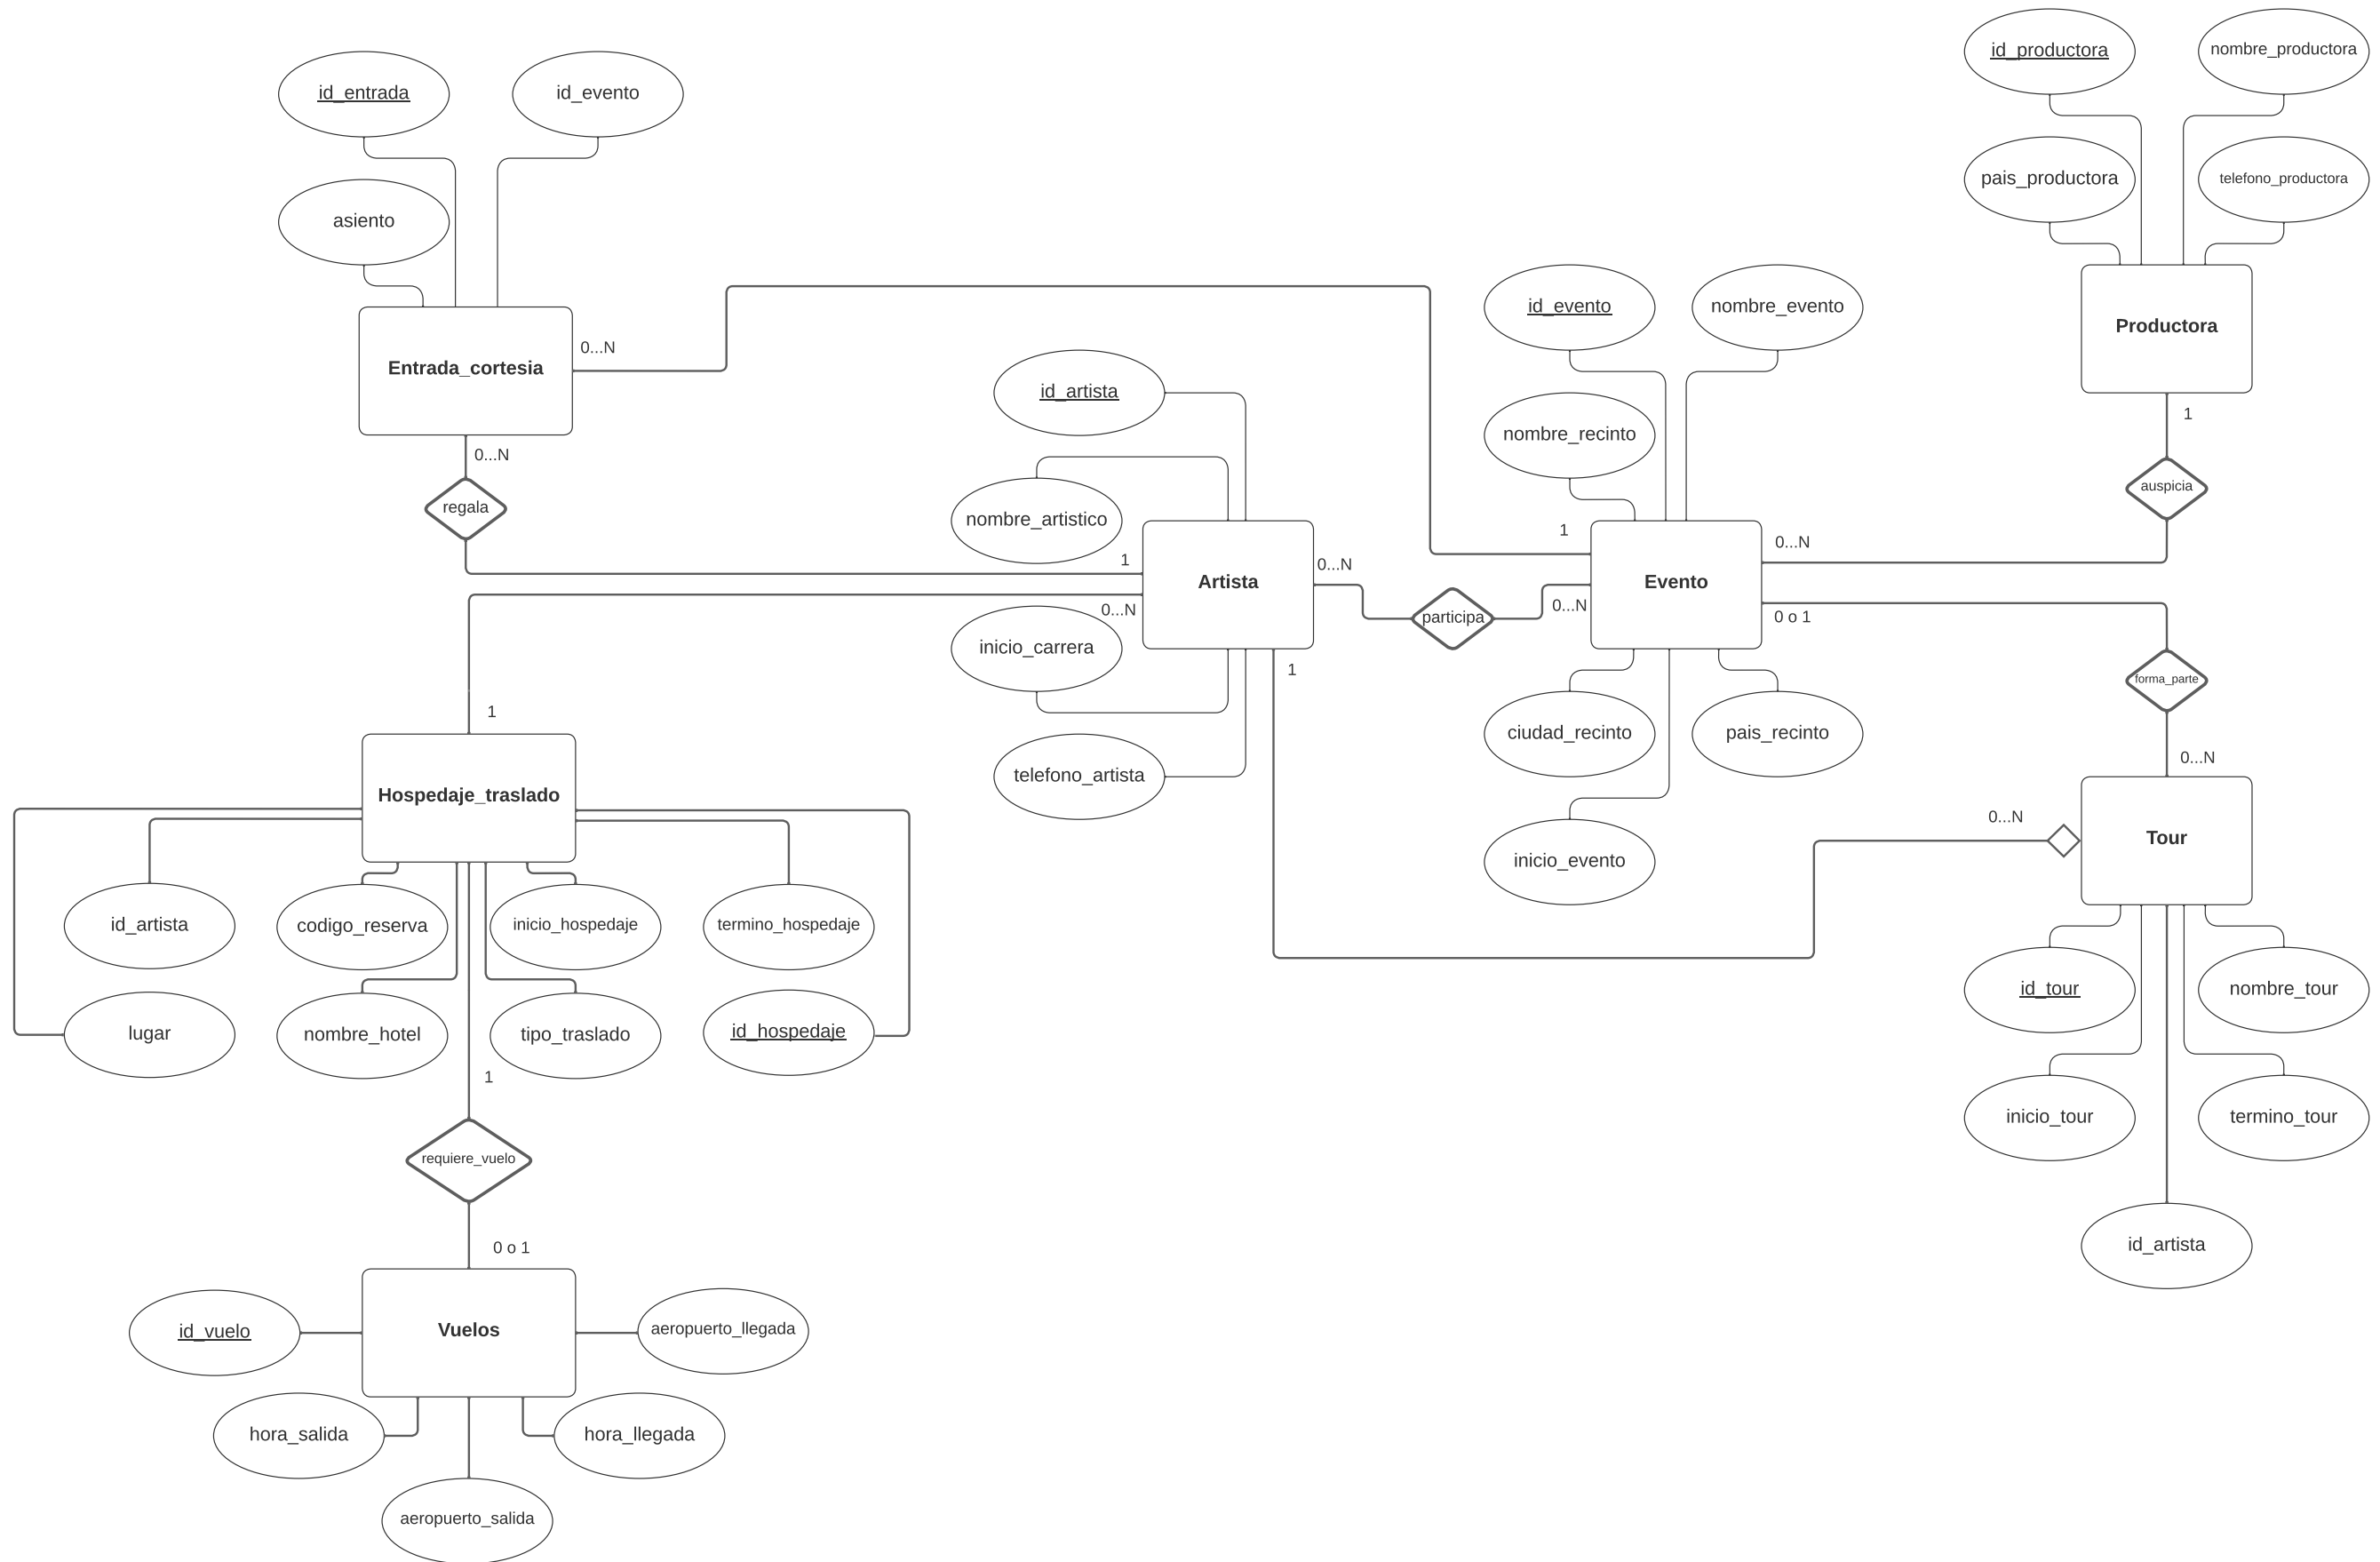 id_productora
nombre_productora
id_entrada
id_evento
pais_productora
telefono_productora
asiento
id_evento
nombre_evento
Productora
0...N
Entrada_cortesia
id_artista
1
nombre_recinto
0...N
auspicia
regala
nombre_artistico
1
0...N
1
0...N
Artista
Evento
0...N
0...N
participa
0 o 1
inicio_carrera
1
forma_parte
1
ciudad_recinto
pais_recinto
0...N
telefono_artista
Hospedaje_traslado
0...N
Tour
inicio_evento
id_artista
codigo_reserva
inicio_hospedaje
termino_hospedaje
id_tour
nombre_tour
lugar
nombre_hotel
tipo_traslado
id_hospedaje
1
inicio_tour
termino_tour
requiere_vuelo
id_artista
0 o 1
id_vuelo
Vuelos
aeropuerto_llegada
hora_salida
hora_llegada
aeropuerto_salida